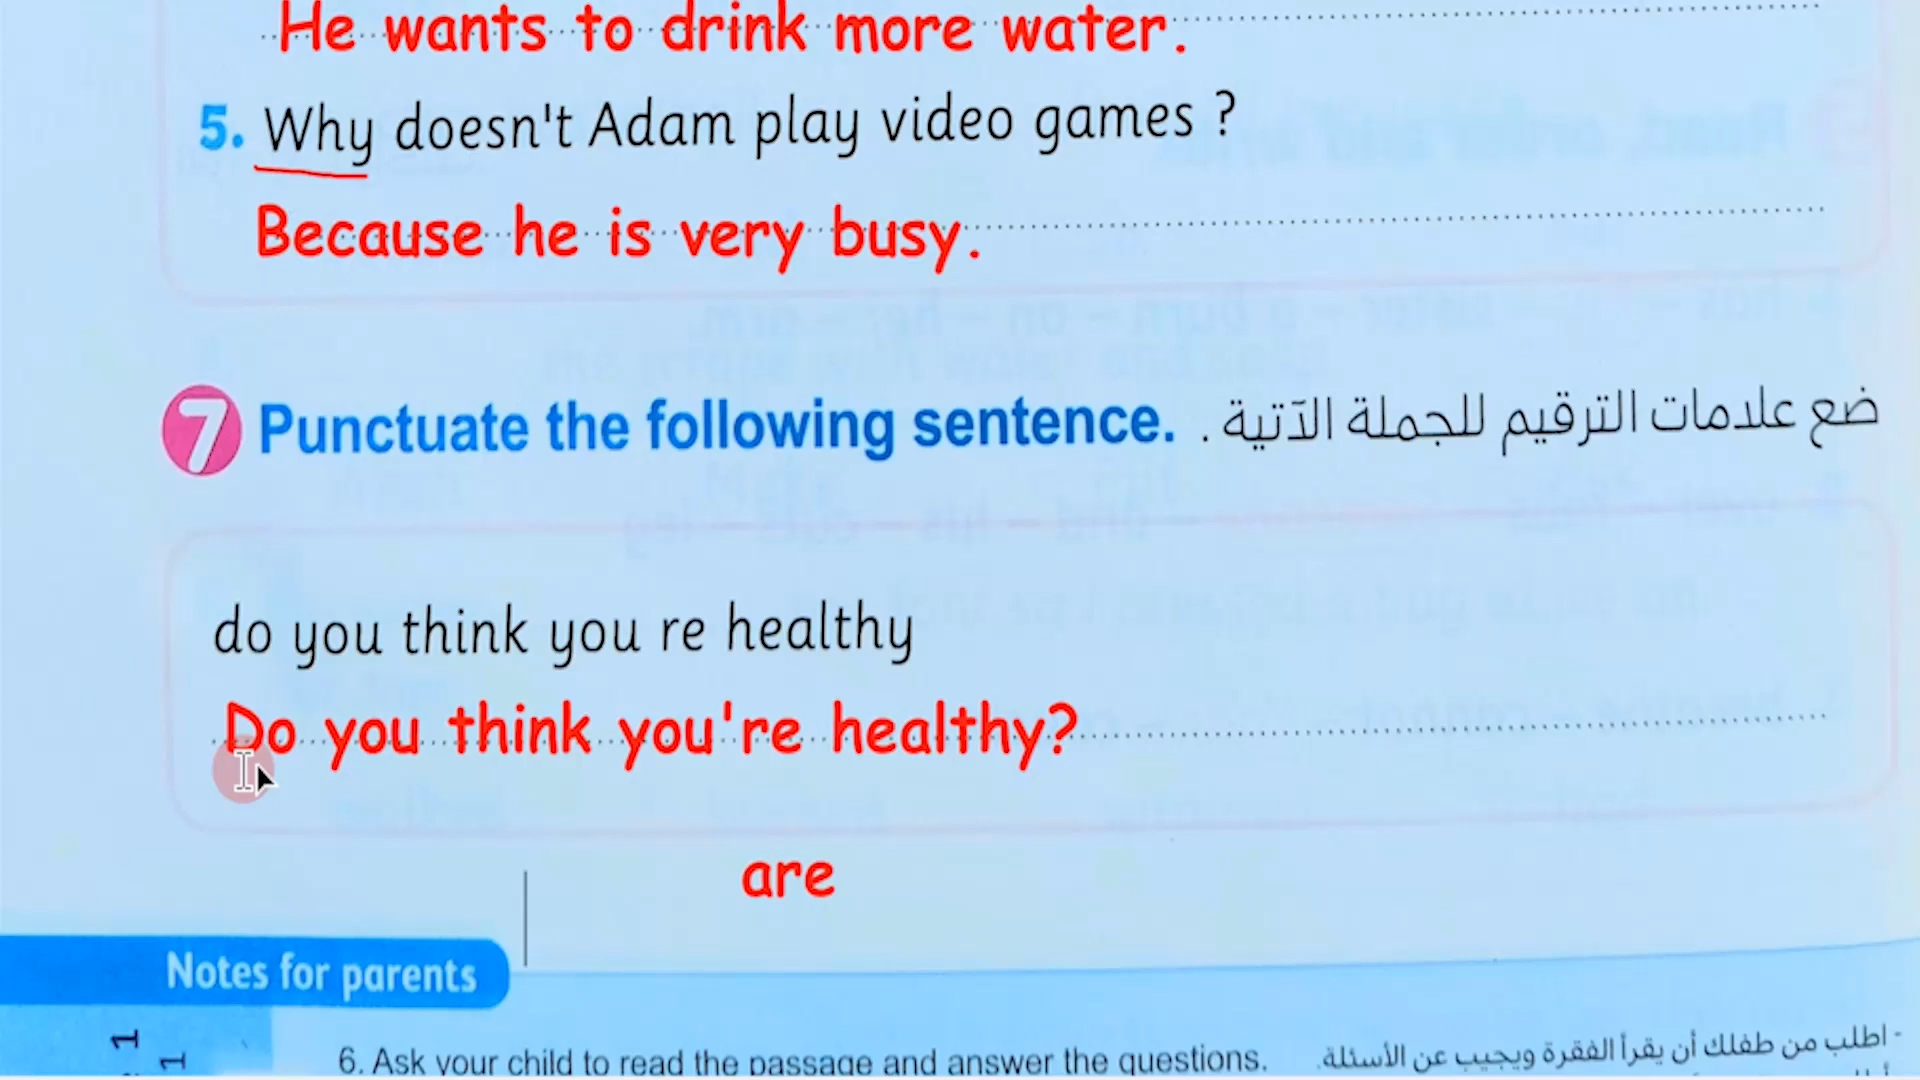 He wants to drink more water.
5. Why doesn't Adam play video games ?
Because he is very busy.
7 Punctuate the following sentence. ضع علامات الترقيم للجملة الآتية .
do you think you re healthy
Do you think you're healthy?
are
Notes for parents
6. Ask your child to read the passage and answer the questions. - اطلب من طفلك أن يقرأ الفقرة ويجيب عن الأسئلة.